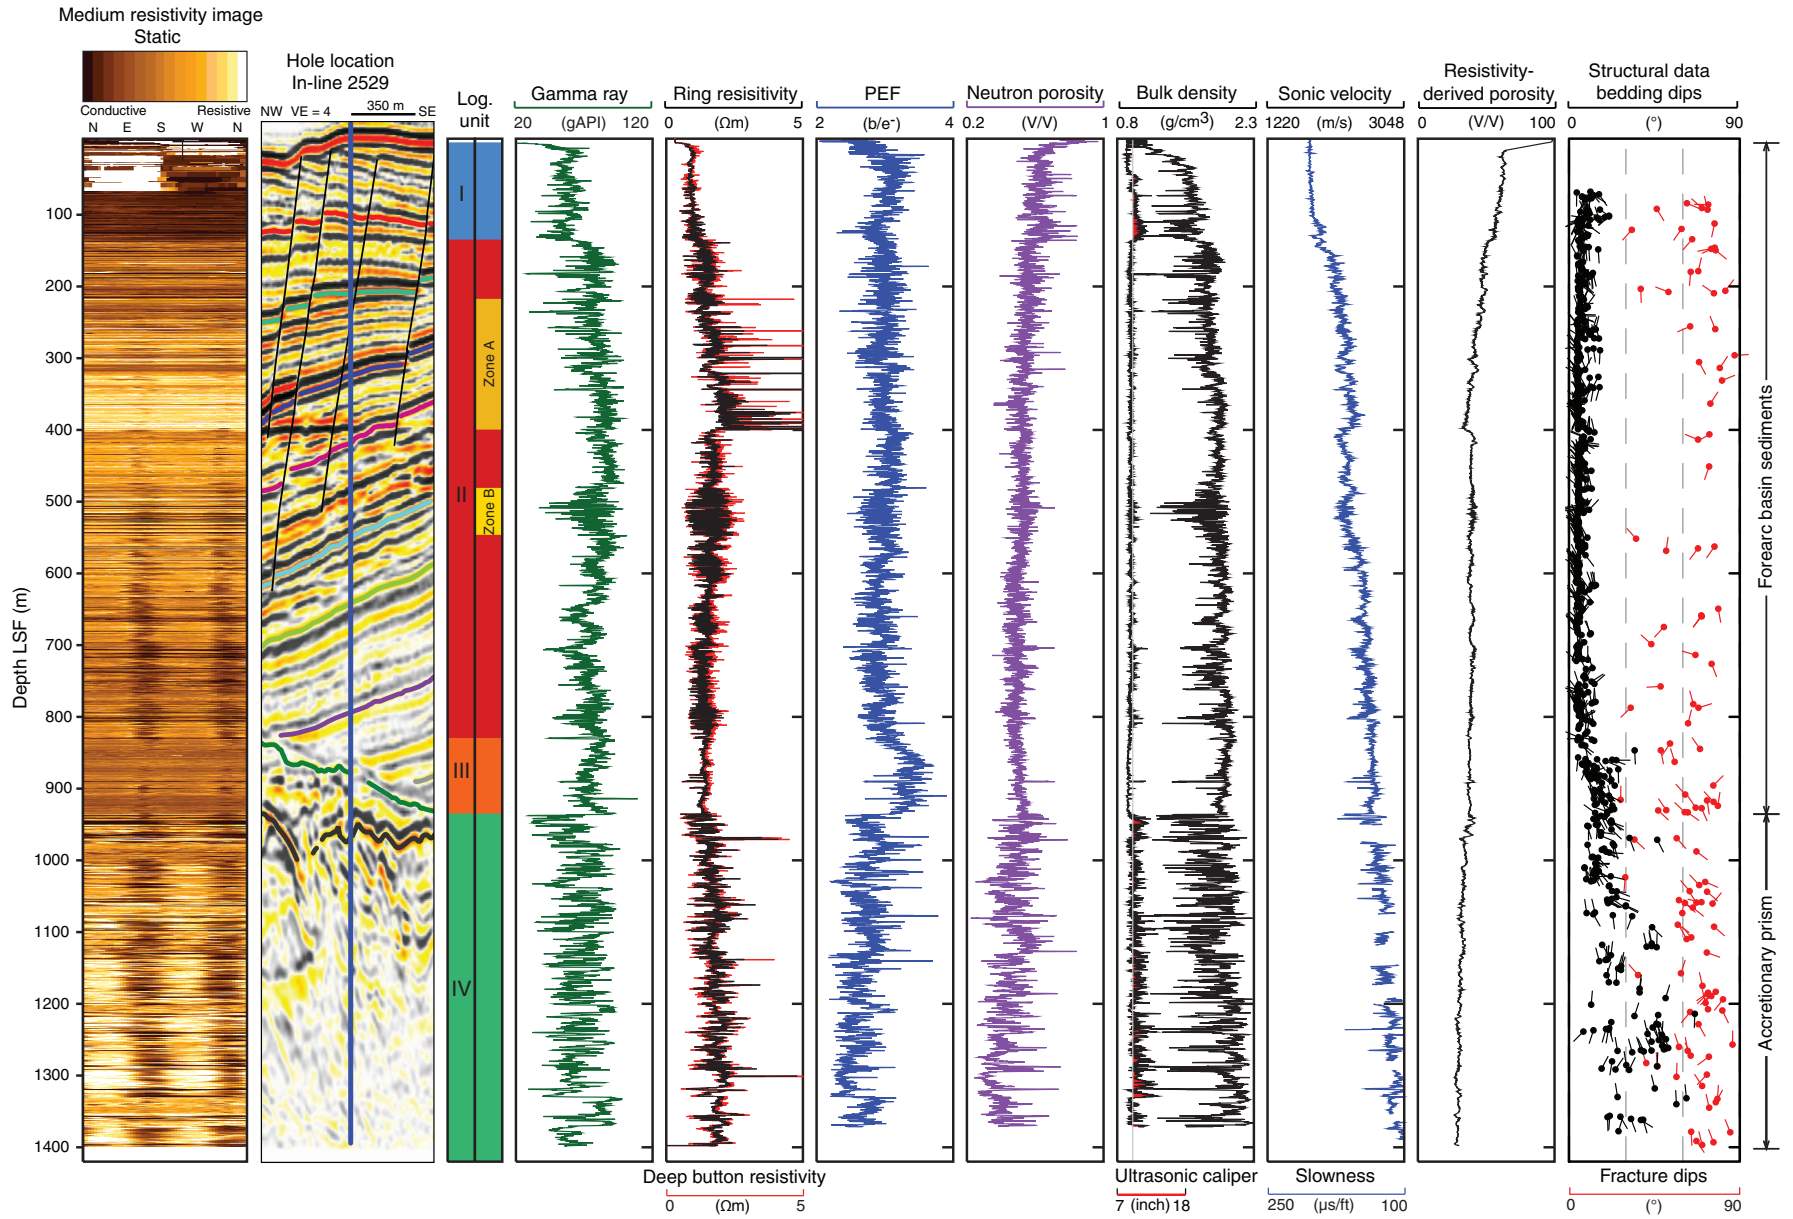 Medium resistivity image
Static
Conductive
Resistive
N E S W N
Hole location
In-line 2529
NW VE = 4 350 m SE
Log.
unit
Gamma ray
20 (gAPI) 120
Ring resisitivity
0 (Ωm) 5
PEF
2 (b/e-) 4
Neutron porosity
0.2 (V/V) 1
Bulk density
0.8 (g/cm3) 2.3
Sonic velocity
1220 (m/s) 3048
Resistivity-
derived porosity
0 (V/V) 100
Structural data
bedding dips
0 (°) 90
Depth LSF (m)
100
200
300
400
500
600
700
800
900
1000
1100
1200
1300
1400
I
II
III
IV
Zone A
Zone B
Forearc basin sediments
Accretionary prism
Deep button resistivity
0 (Ωm) 5
Ultrasonic caliper
7 (inch) 18
Slowness
250 (µs/ft) 100
Fracture dips
0 (°) 90